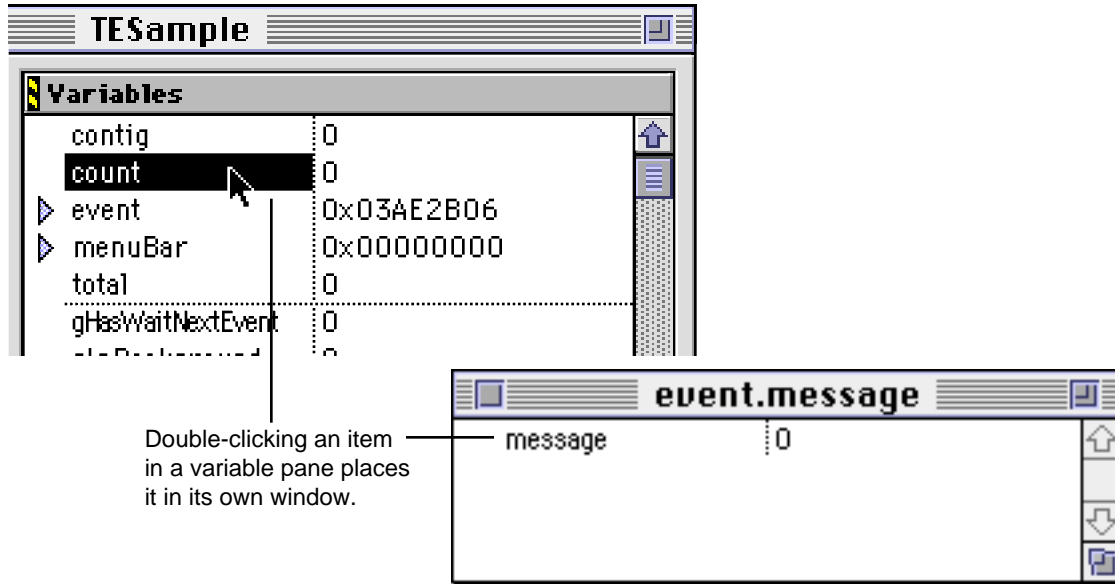 TESample
Variables
contig 0
count 0
event 0x03AE2B06
menuBar 0x00000000
total 0
gHasWaitNextEvent 0
event.message
message 0
Double-clicking an item
in a variable pane places
it in its own window.